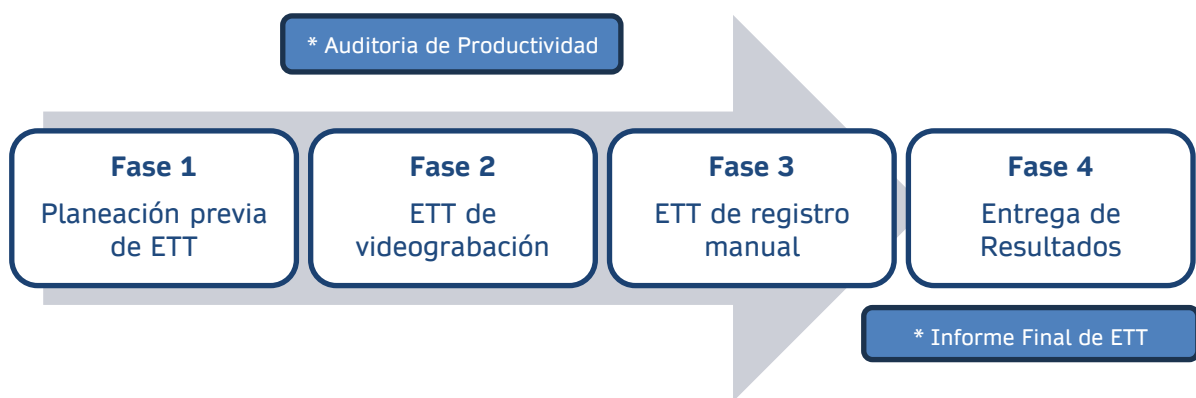 * Auditoria de Productividad
Fase 1
Planeación previa
de ETT
Fase 2
ETT de
videograbación
Fase 3
ETT de registro
manual
Fase 4
Entrega de
Resultados
* Informe Final de ETT